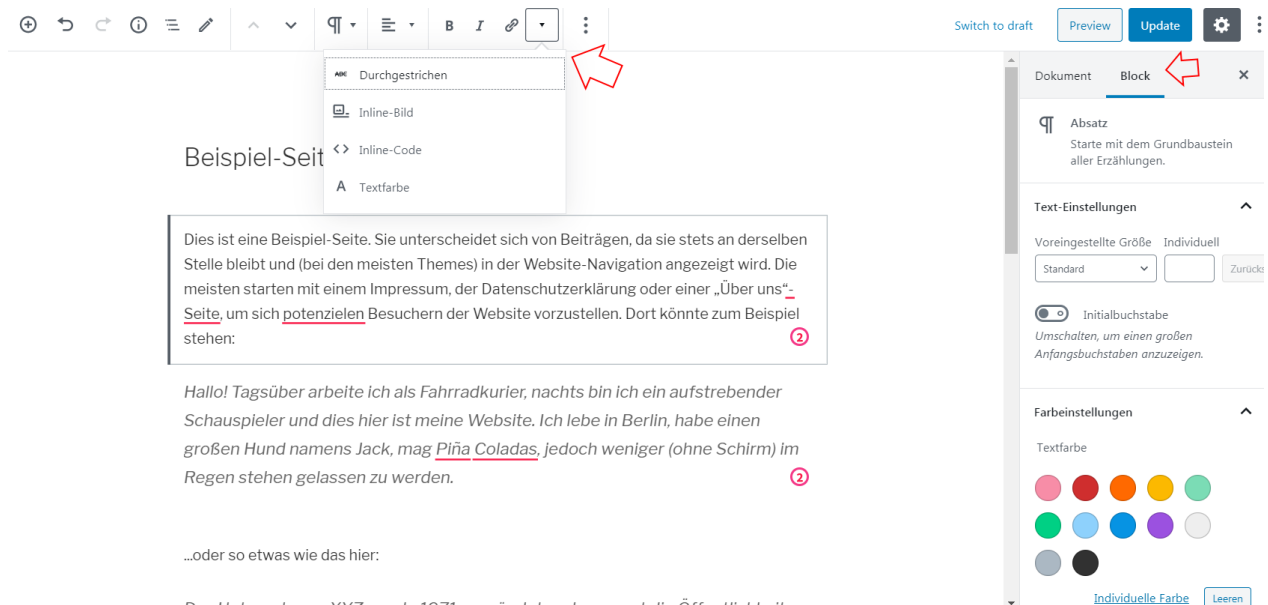 B I Switch to draft Preview Update
Dokument Block
ABC Durchgestrichen
Inline-Bild
Inline-Code
A Textfarbe
Absatz
Starte mit dem Grundbaustein
aller Erzählungen.
Text-Einstellungen
Voreingestellte Größe Individuell
Standard Zurücks
Initialbuchstabe
Umschalten, um einen großen
Anfangsbuchstaben anzuzeigen.
Farbeinstellungen
Textfarbe
Individuelle Farbe Leeren
Beispiel-Seit
Dies ist eine Beispiel-Seite. Sie unterscheidet sich von Beiträgen, da sie stets an derselben
Stelle bleibt und (bei den meisten Themes) in der Website-Navigation angezeigt wird. Die
meisten starten mit einem Impressum, der Datenschutzerklärung oder einer „Über uns“-
Seite, um sich potenzielen Besuchern der Website vorzustellen. Dort könnte zum Beispiel
stehen:
2
Hallo! Tagsüber arbeite ich als Fahrradkurier, nachts bin ich ein aufstrebender
Schauspieler und dies hier ist meine Website. Ich lebe in Berlin, habe einen
großen Hund namens Jack, mag Piña Coladas, jedoch weniger (ohne Schirm) im
Regen stehen gelassen zu werden.
2
...oder so etwas wie das hier: